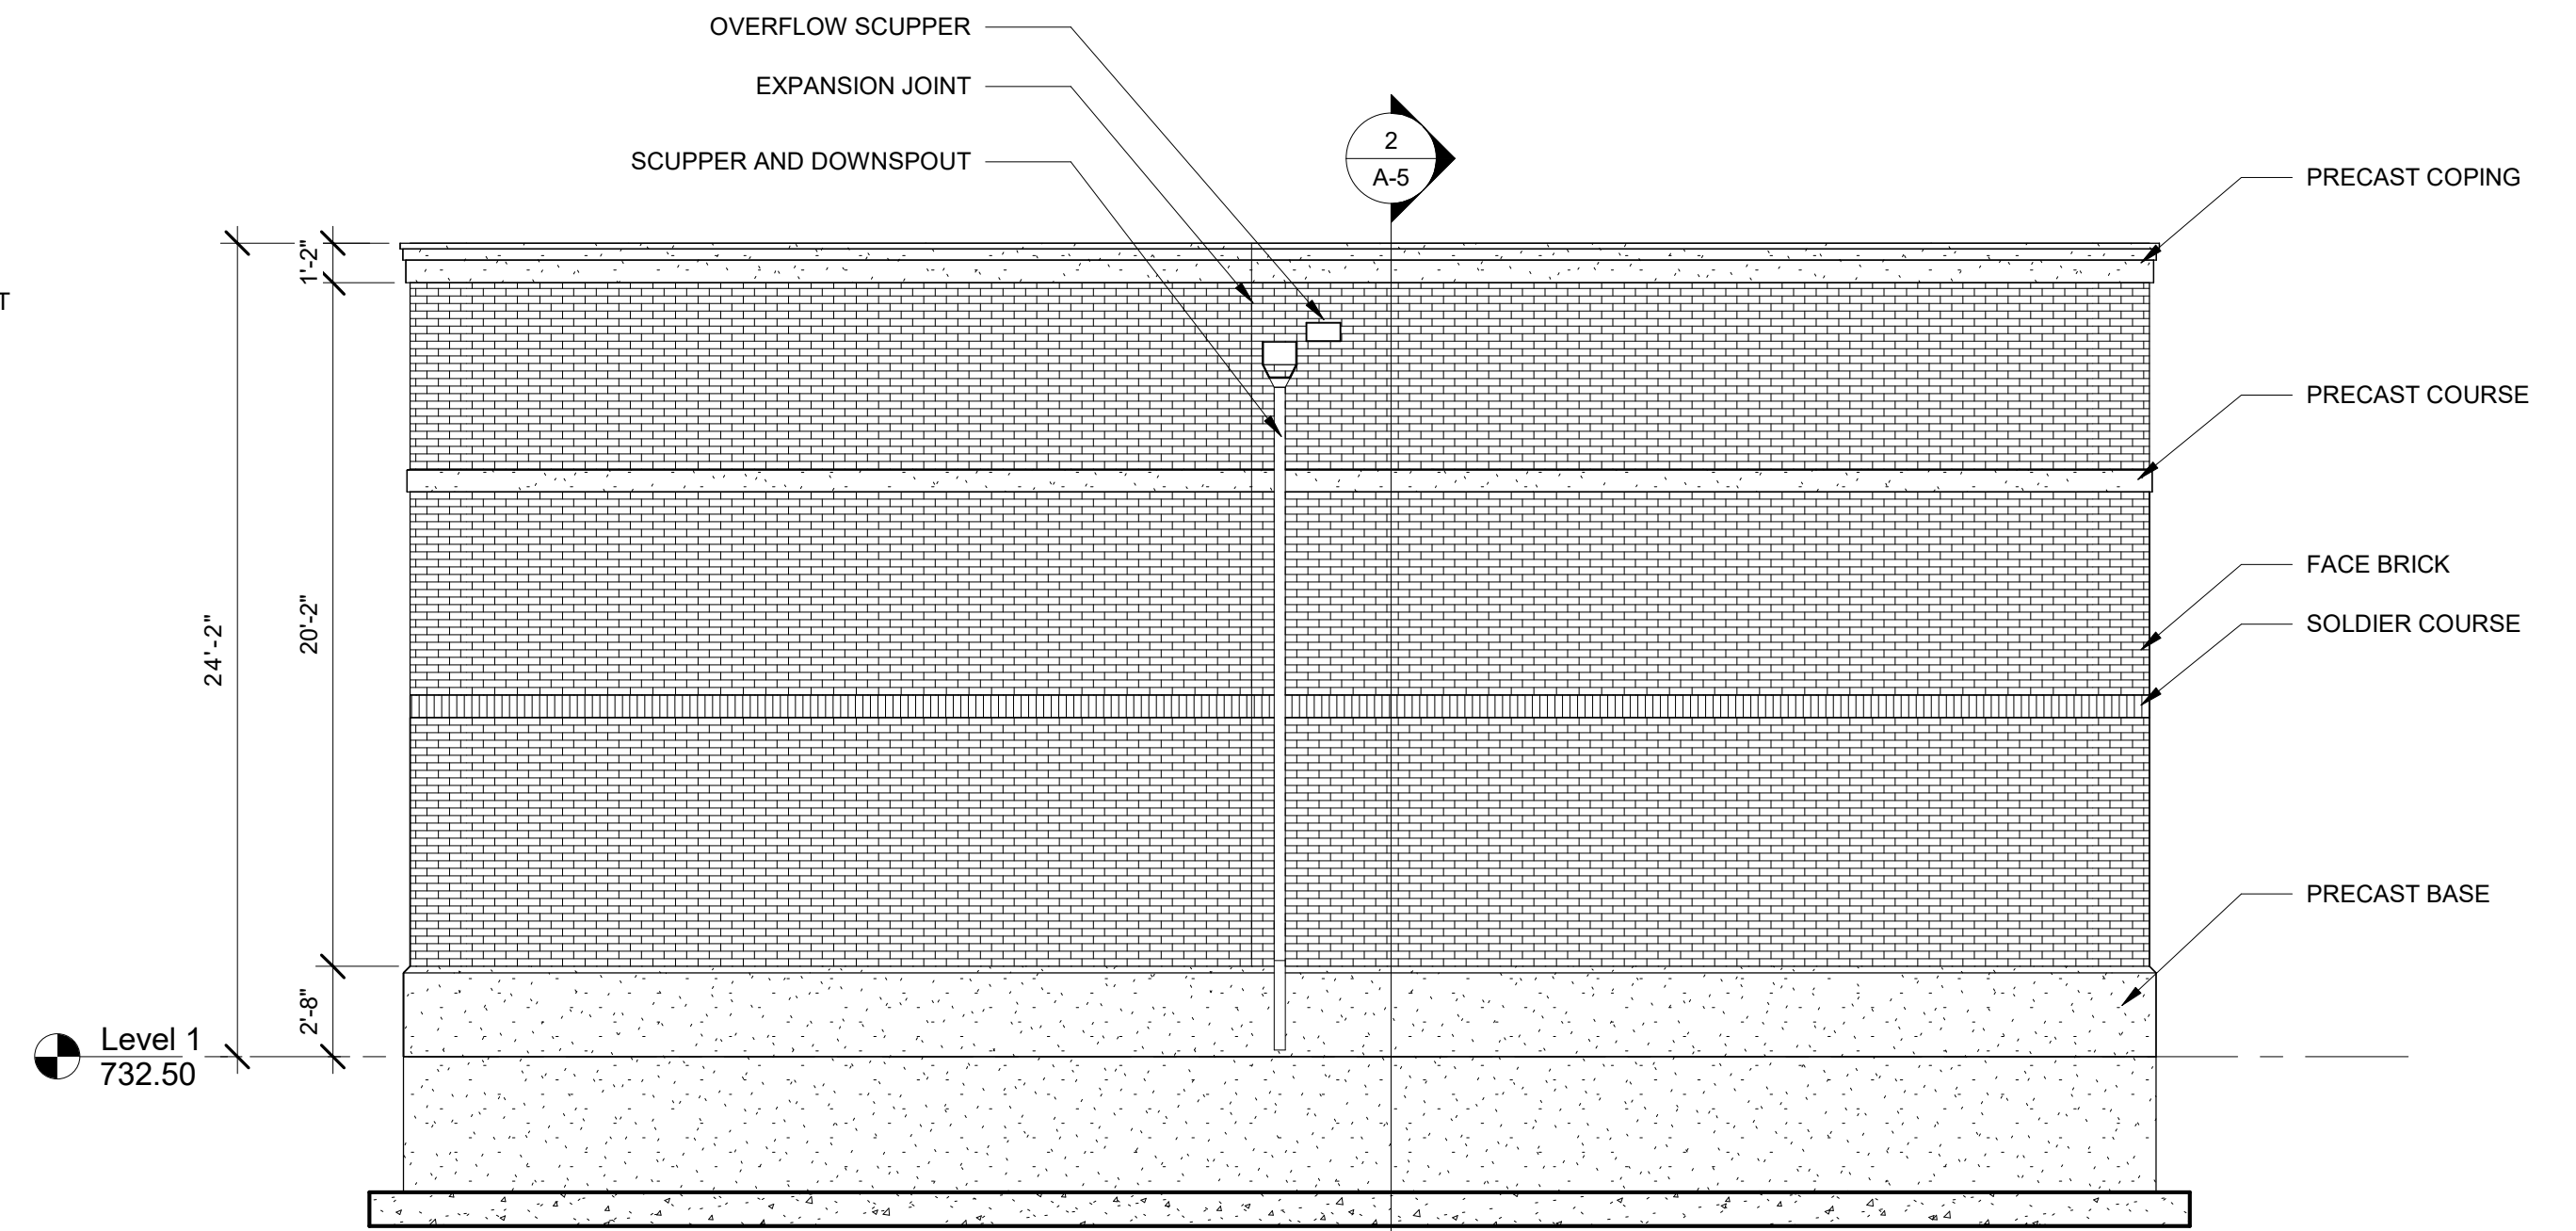 OVERFLOW SCUPPER
EXPANSION JOINT
SCUPPER AND DOWNSPOUT
2
A-5
PRECAST COPING
PRECAST COURSE
FACE BRICK
SOLDIER COURSE
PRECAST BASE
T
1'-2"
20'-2"
24'-2"
2'-8"
Level 1
732.50